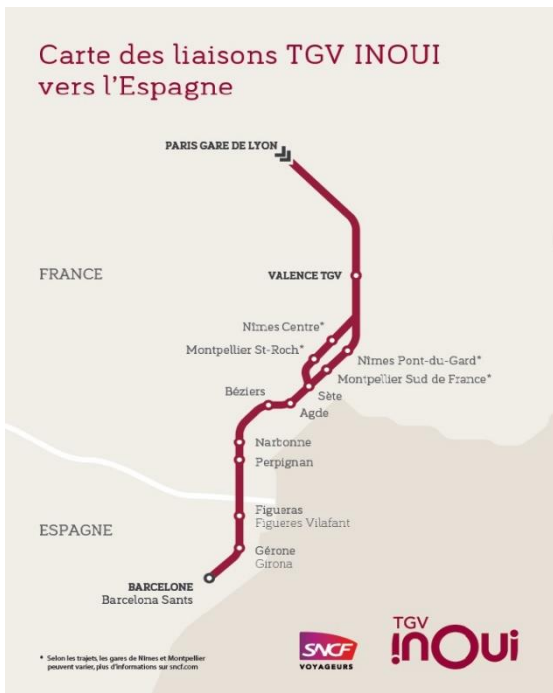 Carte des liaisons TGV INOUI
vers l'Espagne
PARIS GARE DE LYON
FRANCE
VALENCE TGV
Nîmes Centre*
Montpellier St-Roch*
Nîmes Pont-du-Gard*
Montpellier Sud de France*
Sète
Béziers
Agde
Narbonne
Perpignan
Figueras
Figueres Vilafant
ESPAGNE
Gérone
Girona
BARCELONE
Barcelona Sants
* Selon les trajets, les gares de Nîmes et Montpellier
peuvent varier, plus d'informations sur sncf.com
SNCF
VOYAGEURS
TGV
inOui